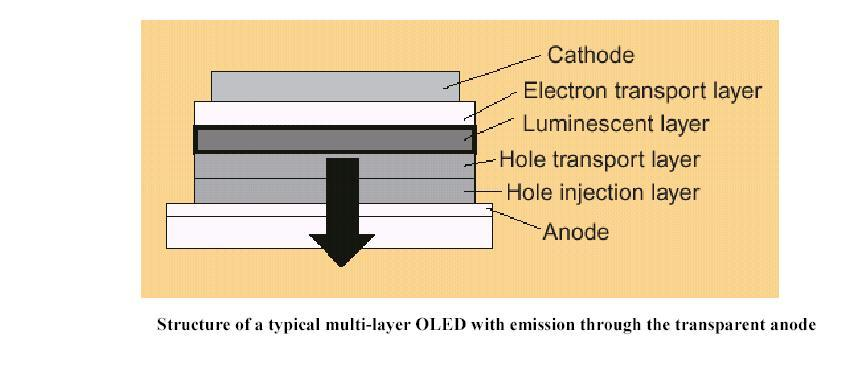 Cathode
Electron transport layer
Luminescent layer
Hole transport layer
Hole injection layer
Anode
Structure of a typical multi-layer OLED with emission through the transparent anode